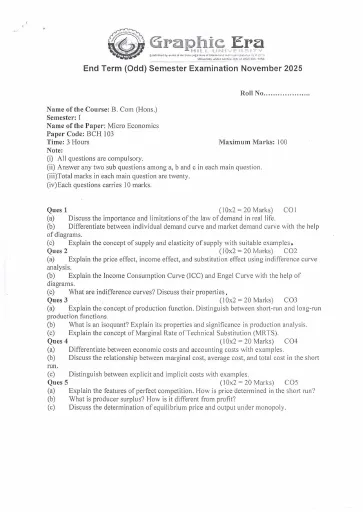 Graphic Era
HILL UNIVERSITY
End Term (Odd) Semester Examination November 2025
Roll No...................
Name of the Course: B. Com (Hons.)
Semester: I
Name of the Paper: Micro Economics
Paper Code: BCH 103
Time: 3 Hours Maximum Marks: 100
Note:
(i) All questions are compulsory.
(ii) Answer any two sub questions among a, b and c in each main question.
(iii)Total marks in each main question are twenty.
(iv)Each questions carries 10 marks.
Ques 1 (10x2 = 20 Marks) CO1
(a) Discuss the importance and limitations of the law of demand in real life.
(b) Differentiate between individual demand curve and market demand curve with the help
of diagrams.
(c) Explain the concept of supply and elasticity of supply with suitable examples.
Ques 2 (10x2 = 20 Marks) CO2
(a) Explain the price effect, income effect, and substitution effect using indifference curve
analysis.
(b) Explain the Income Consumption Curve (ICC) and Engel Curve with the help of
diagrams.
(c) What are indifference curves? Discuss their properties.
Ques 3 (10x2 = 20 Marks) CO3
(a) Explain the concept of production function. Distinguish between short-run and long-run
production functions.
(b) What is an isoquant? Explain its properties and significance in production analysis.
(c) Explain the concept of Marginal Rate of Technical Substitution (MRTS).
Ques 4 (10x2 = 20 Marks) CO4
(a) Differentiate between economic costs and accounting costs with examples.
(b) Discuss the relationship between marginal cost, average cost, and total cost in the short
run.
(c) Distinguish between explicit and implicit costs with examples.
Ques 5 (10x2 = 20 Marks) CO5
(a) Explain the features of perfect competition. How is price determined in the short run?
(b) What is producer surplus? How is it different from profit?
(c) Discuss the determination of equilibrium price and output under monopoly.